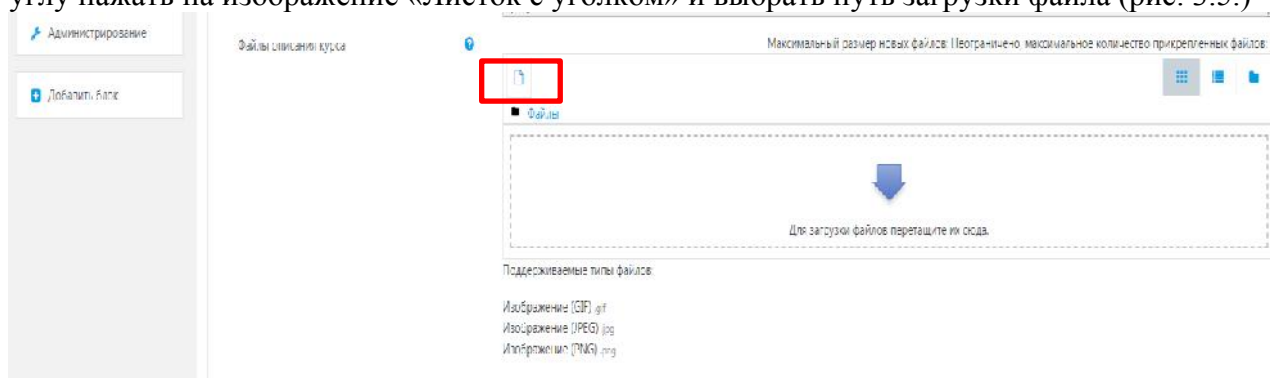 углу нажать на изображение «Листок с уголком» и выбрать путь загрузки файла (рис. 3.5.)
Администрирование
Файлы описания курса
Максимальный размер новых файлов: Неограничено, максимальное количество прикрепленных файлов:
Добавить блок
Файлы
Для загрузки файлов перетащите их сюда.
Поддерживаемые типы файлов:
Изображение (GIF) .gif
Изображение (JPEG) .jpg
Изображение (PNG) .png